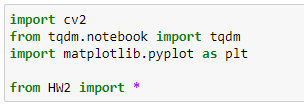 import cv2
from tqdm.notebook import tqdm
import matplotlib.pyplot as plt
from HW2 import *